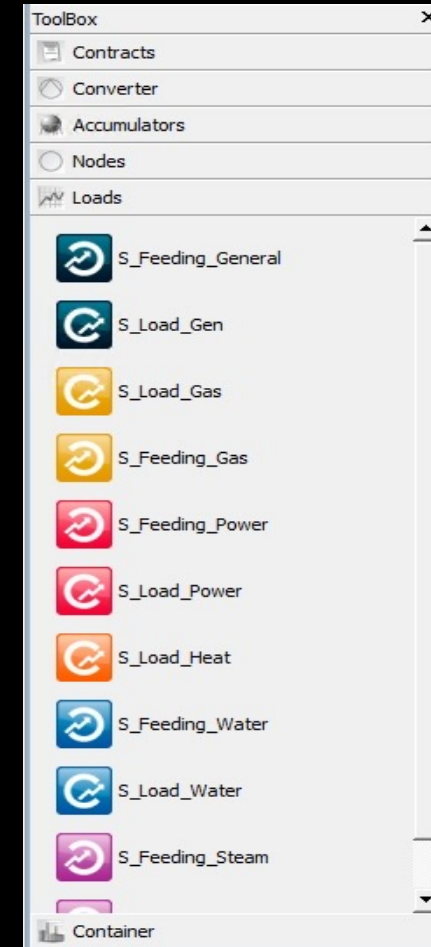 ToolBox
Contracts
Converter
Accumulators
Nodes
Loads
S_Feeding_General
S_Load_Gen
S_Load_Gas
S_Feeding_Gas
S_Feeding_Power
S_Load_Power
S_Load_Heat
S_Feeding_Water
S_Load_Water
S_Feeding_Steam
Container